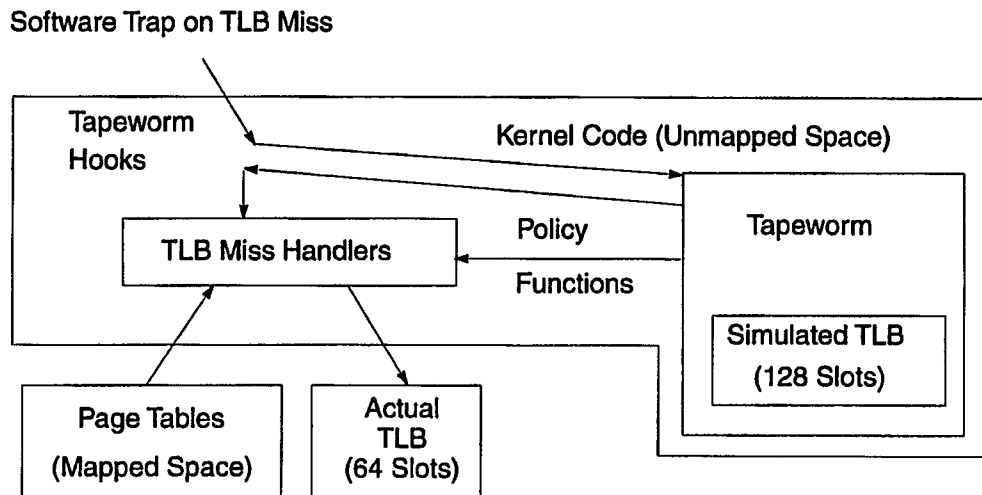 Software Trap on TLB Miss
Tapeworm
Hooks
Kernel Code (Unmapped Space)
TLB Miss Handlers
Policy
Functions
Tapeworm
Simulated TLB
(128 Slots)
Page Tables
(Mapped Space)
Actual
TLB
(64 Slots)